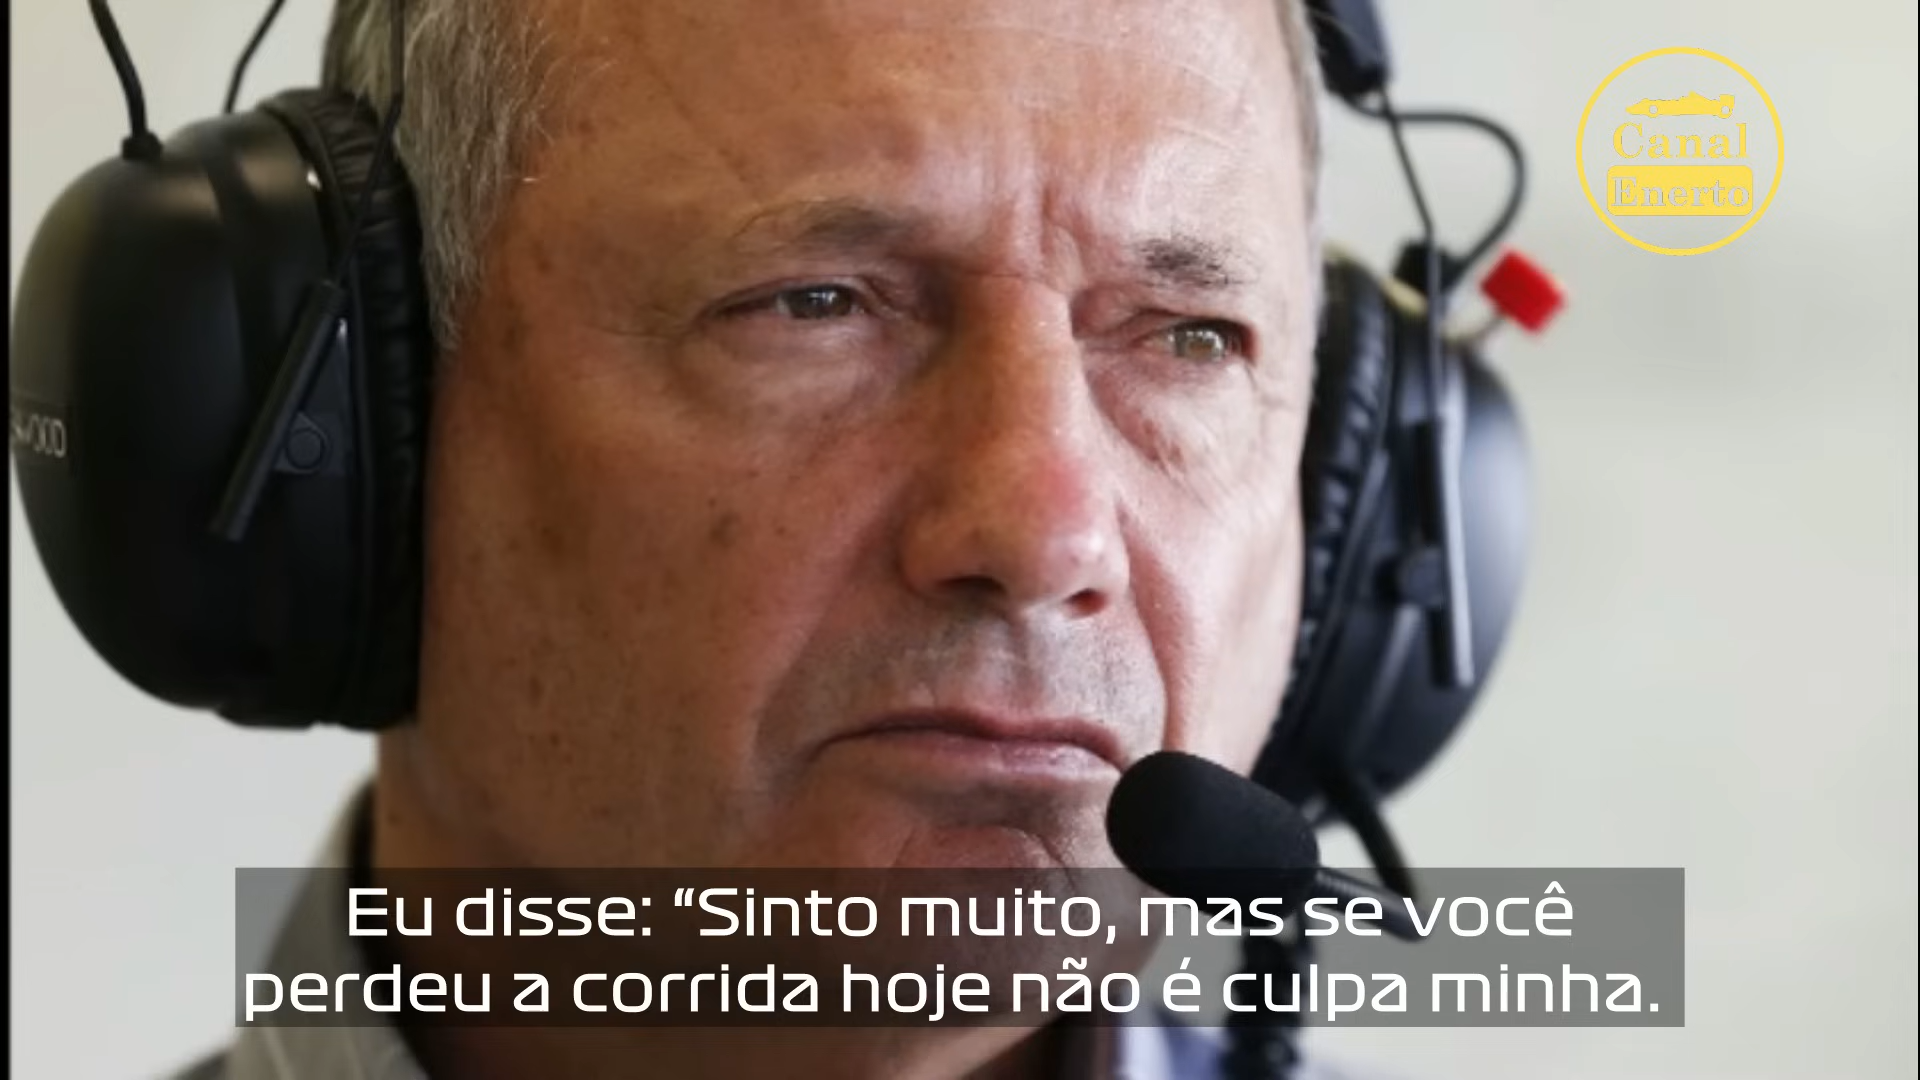 Canal
Enerto
Eu disse: “Sinto muito, mas se você
perdeu a corrida hoje não é culpa minha.